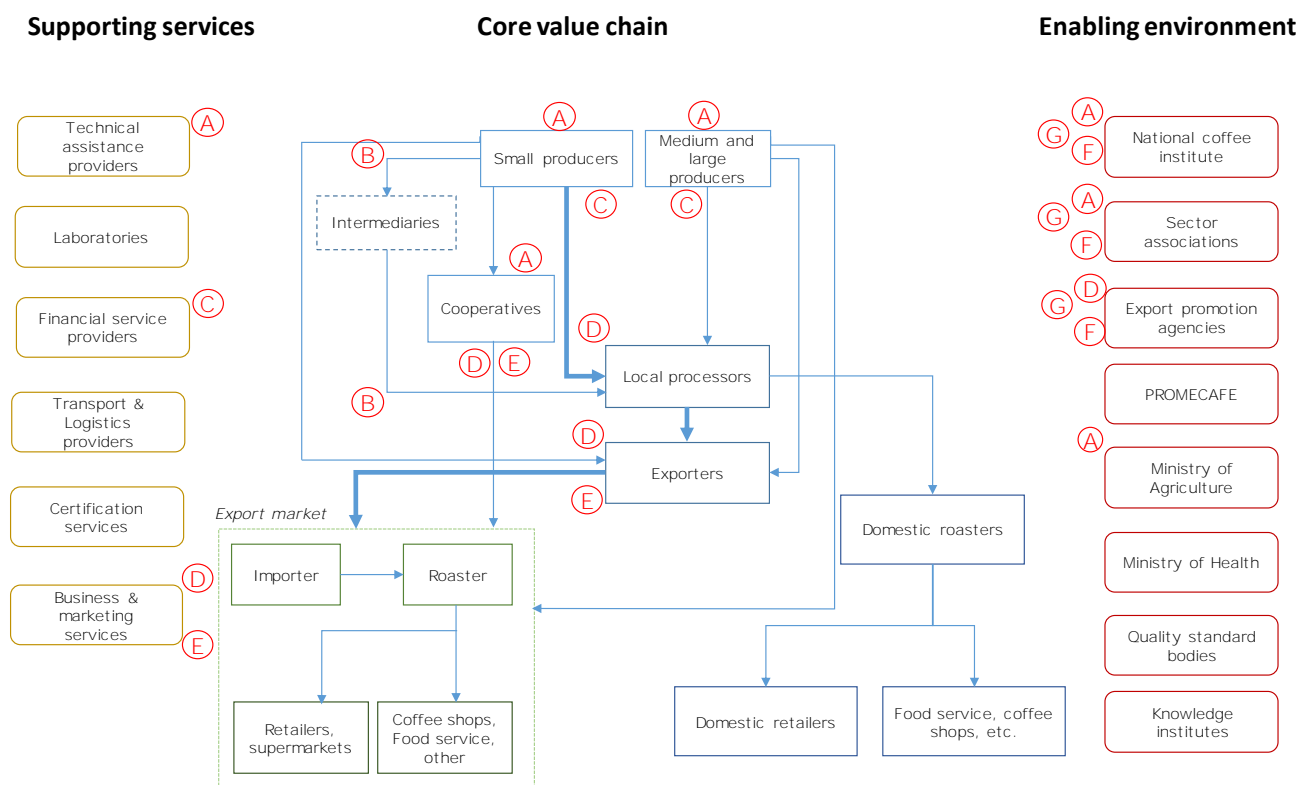 Supporting services
Core value chain
Enabling environment
A
Technical
assistance
providers
Laboratories
C
Financial service
providers
Transport &
Logistics
providers
Certification
services
D
Business &
marketing
services
E
A
Small producers
C
A
Medium and
large
producers
C
B
Intermediaries
A
Cooperatives
D
E
B
D
Local processors
D
Exporters
E
Export market
Importer
Roaster
Retailers,
supermarkets
Coffee shops,
Food service,
other
Domestic roasters
Domestic retailers
Food service, coffee
shops, etc.
A
G
F
National coffee
institute
A
G
F
Sector
associations
D
G
F
Export promotion
agencies
PROMECAFE
A
Ministry of
Agriculture
Ministry of Health
Quality standard
bodies
Knowledge
institutes